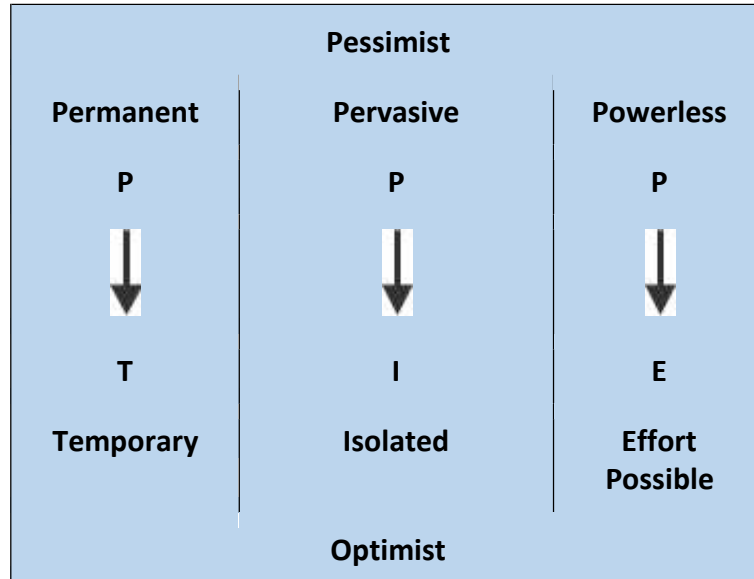 Pessimist
Permanent Pervasive Powerless
P P P
T I E
Temporary Isolated Effort
Possible
Optimist